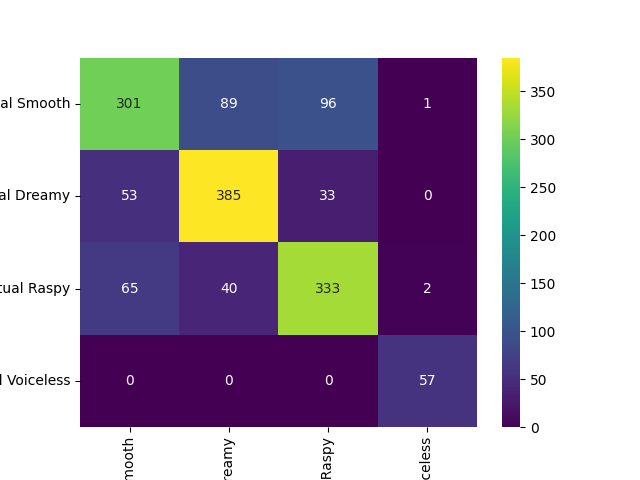 al Smooth 301 89 96 1
al Dreamy 53 385 33 0
tual Raspy 65 40 333 2
l Voiceless 0 0 0 57
mooth
reamy
Raspy
celess
350
300
250
200
150
100
50
0